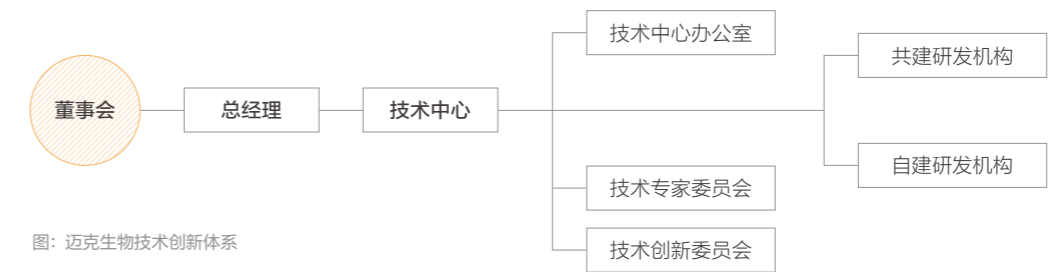 董事会
总经理
技术中心
技术中心办公室
技术专家委员会
技术创新委员会
共建研发机构
自建研发机构
图：迈克生物技术创新体系